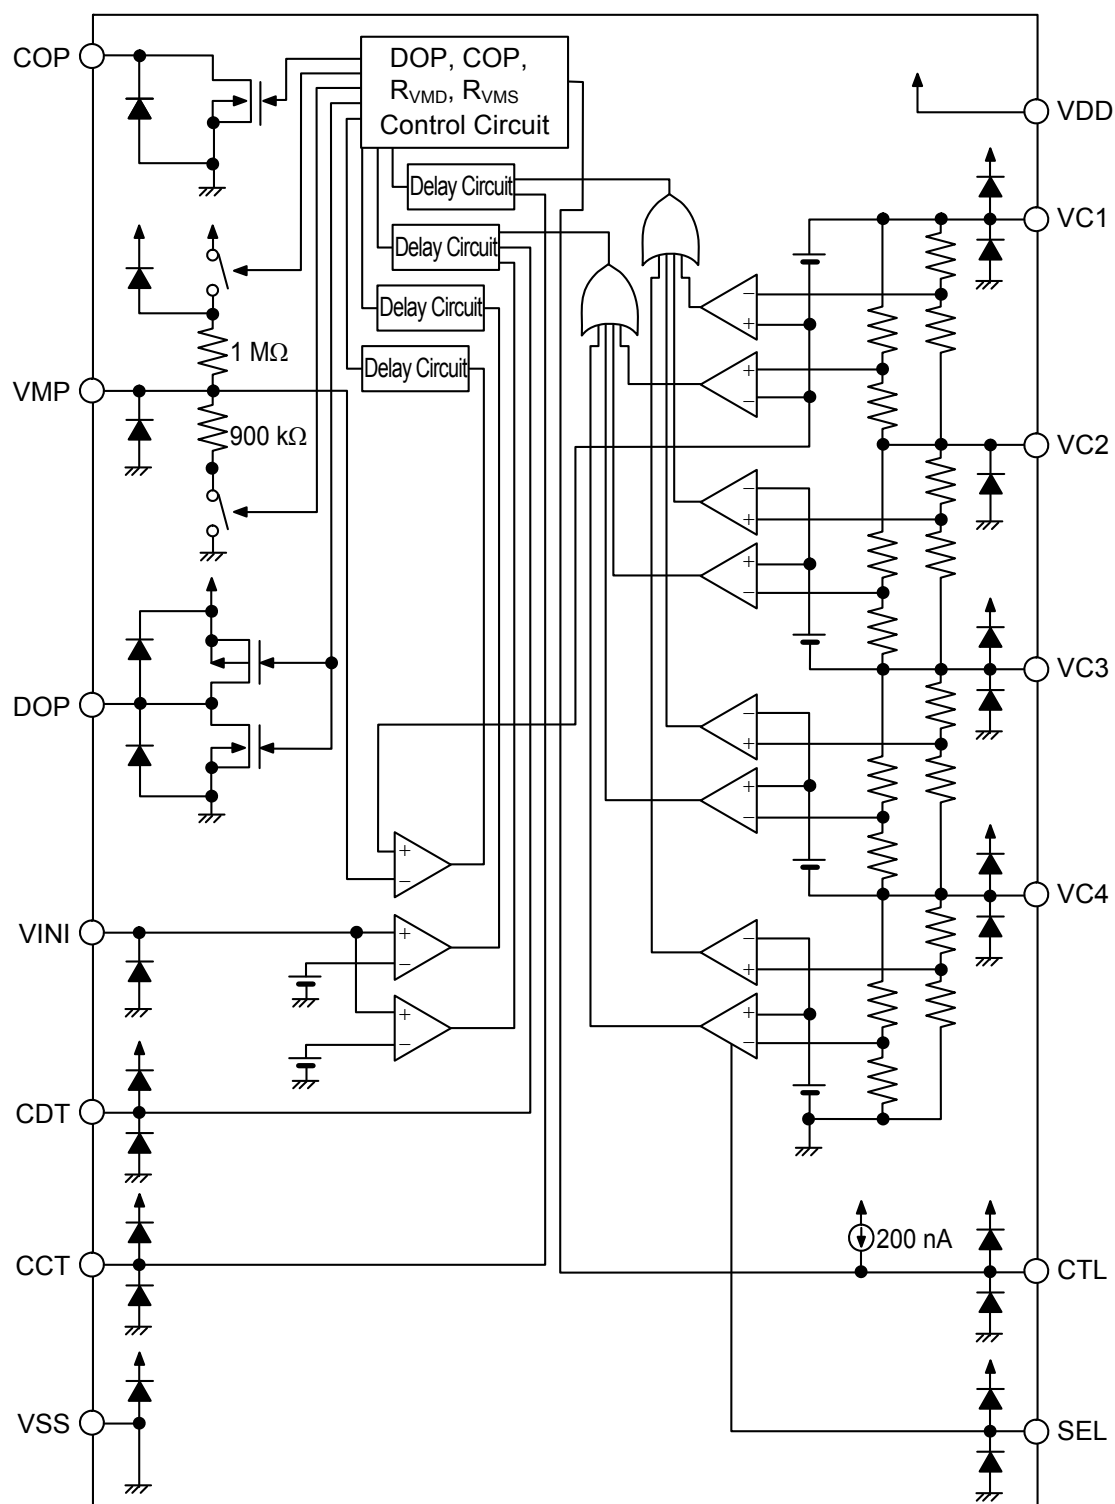 COP
DOP, COP,
RVMD, RVMS
Control Circuit
VDD
Delay Circuit
VC1
Delay Circuit
Delay Circuit
1 MΩ
Delay Circuit
VMP
900 kΩ
VC2
VC3
DOP
VC4
VINI
CDT
200 nA
CCT
CTL
VSS
SEL
−
+
+
−
−
+
+
−
−
+
+
−
+
−
−
+
+
−
+
−
+
−